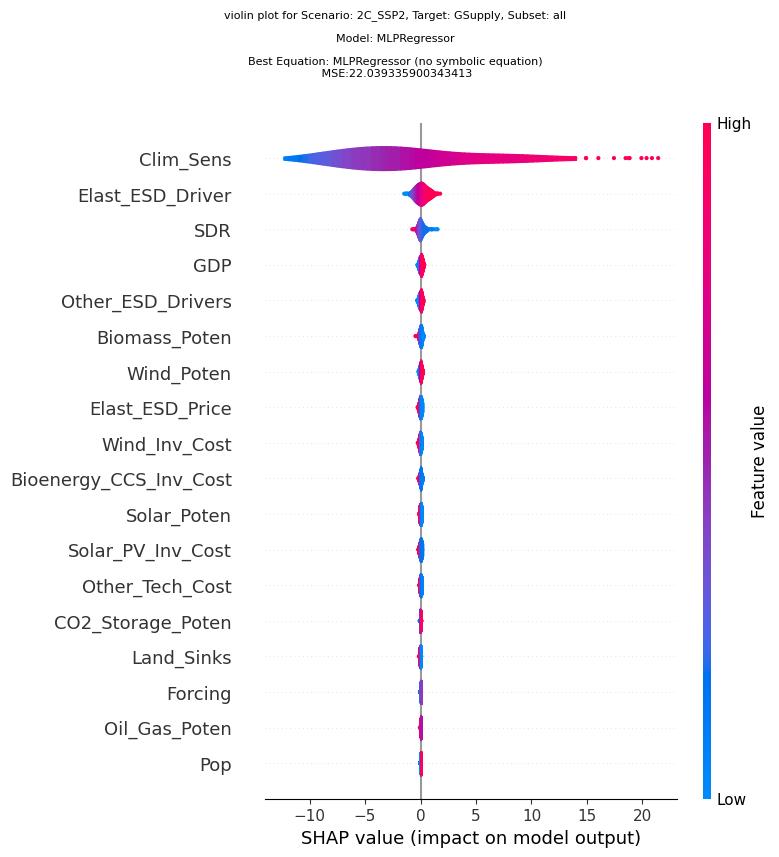 violin plot for Scenario: 2C_SSP2, Target: GSupply, Subset: all
Model: MLPRegressor
Best Equation: MLPRegressor (no symbolic equation)
MSE:22.039335900343413
High
Clim_Sens
Elast_ESD_Driver
SDR
GDP
Other_ESD_Drivers
Biomass_Poten
Wind_Poten
Elast_ESD_Price
Wind_Inv_Cost
Bioenergy_CCS_Inv_Cost
Solar_Poten
Solar_PV_Inv_Cost
Other_Tech_Cost
CO2_Storage_Poten
Land_Sinks
Forcing
Oil_Gas_Poten
Pop
Feature value
Low
−10 −5 0 5 10 15 20
SHAP value (impact on model output)